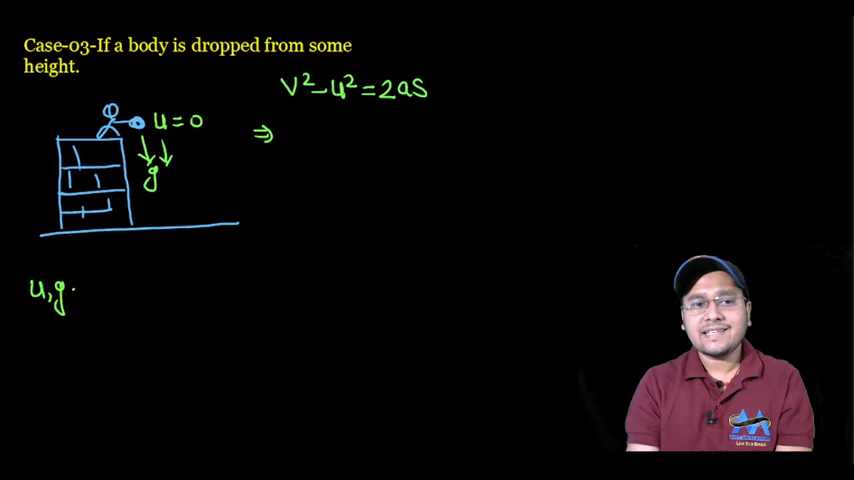 Case-03-If a body is dropped from some
height.
V² - u² = 2aS
u = 0
⇒
g
u, g.